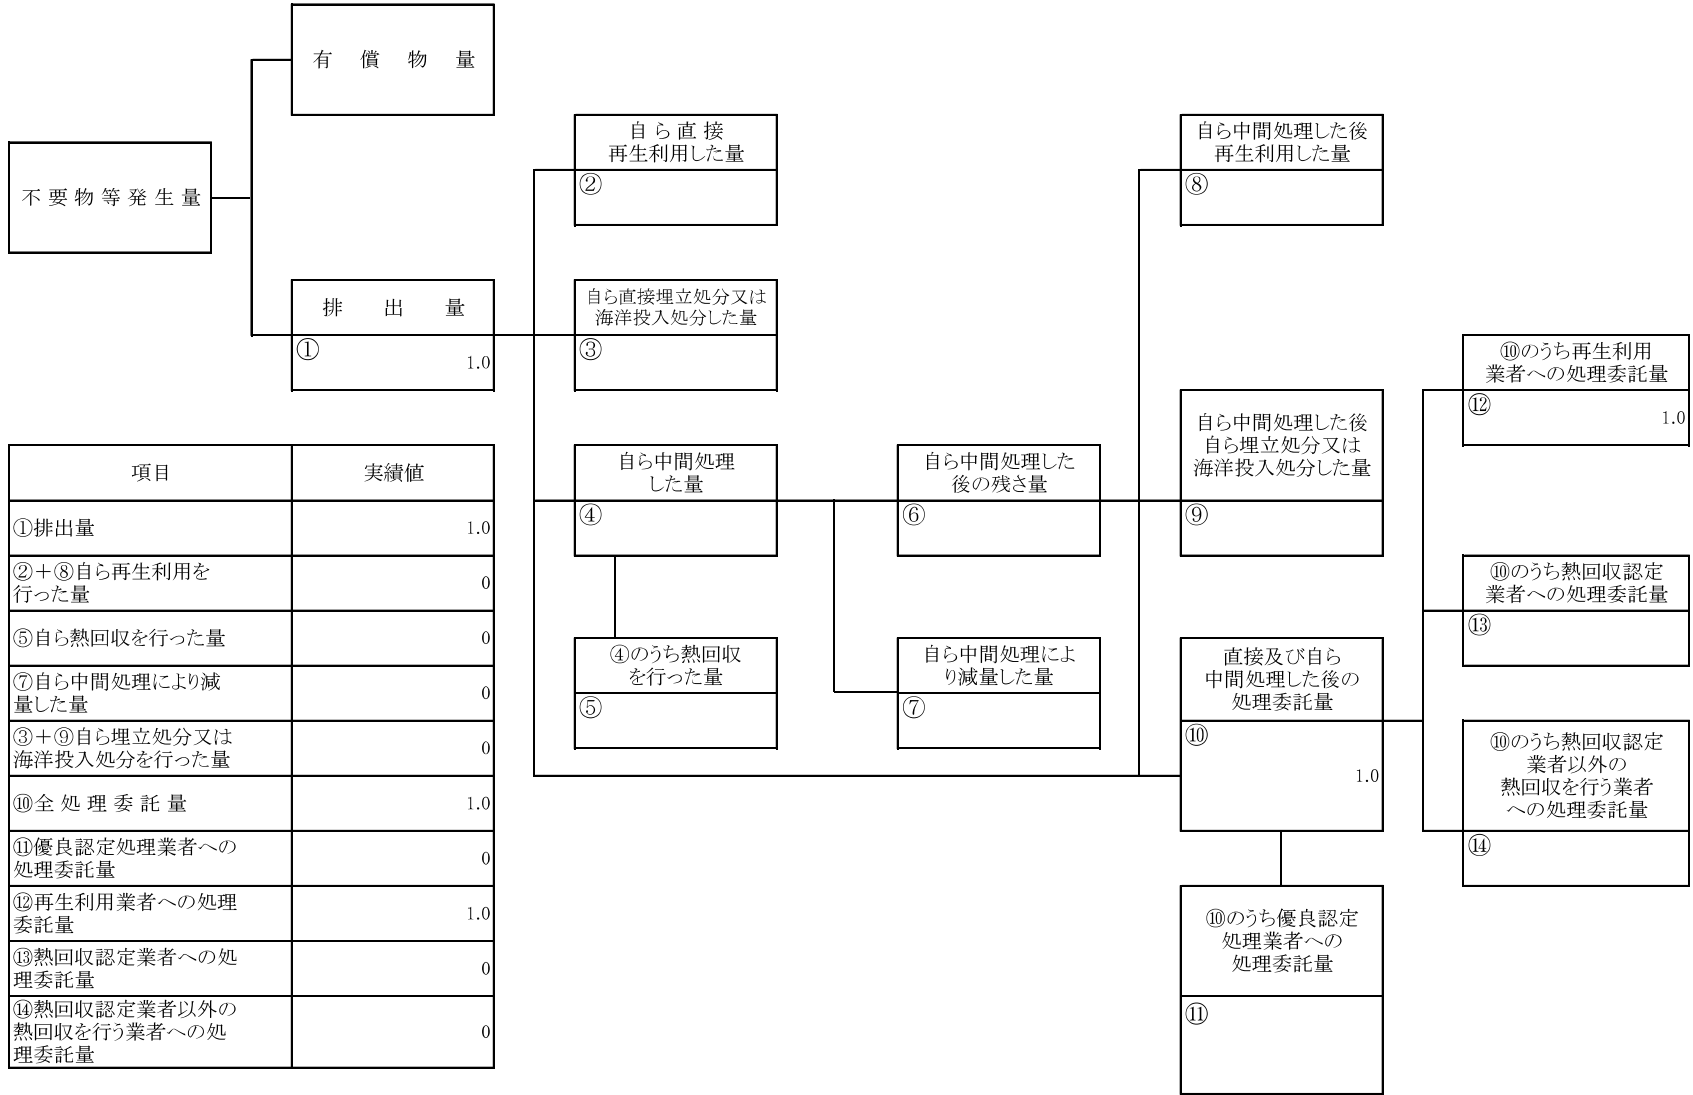 有償物量
不要物等発生量
排出量
①
1.0
自ら直接
再生利用した量
②
自ら直接埋立処分又は
海洋投入処分した量
③
自ら中間処理
した量
④
④のうち熱回収
を行った量
⑤
自ら中間処理した
後の残さ量
⑥
自ら中間処理によ
り減量した量
⑦
自ら中間処理した後
再生利用した量
⑧
自ら中間処理した後
自ら埋立処分又は
海洋投入処分した量
⑨
直接及び自ら
中間処理した後の
処理委託量
⑩
1.0
⑩のうち優良認定
処理業者への
処理委託量
⑪
⑩のうち再生利用
業者への処理委託量
⑫
1.0
⑩のうち熱回収認定
業者への処理委託量
⑬
⑩のうち熱回収認定
業者以外の
熱回収を行う業者
への処理委託量
⑭
項目 実績値
①排出量 1.0
②+⑧自ら再生利用を
行った量 0
⑤自ら熱回収を行った量 0
⑦自ら中間処理により減
量した量 0
③+⑨自ら埋立処分又は
海洋投入処分を行った量 0
⑩全処理委託量 1.0
⑪優良認定処理業者への
処理委託量 0
⑫再生利用業者への処理
委託量 1.0
⑬熱回収認定業者への処
理委託量 0
⑭熱回収認定業者以外の
熱回収を行う業者への処
理委託量 0